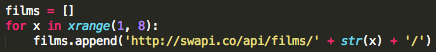 films = []
for x in xrange(1, 8):
    films.append('http://swapi.co/api/films/' + str(x) + '/')